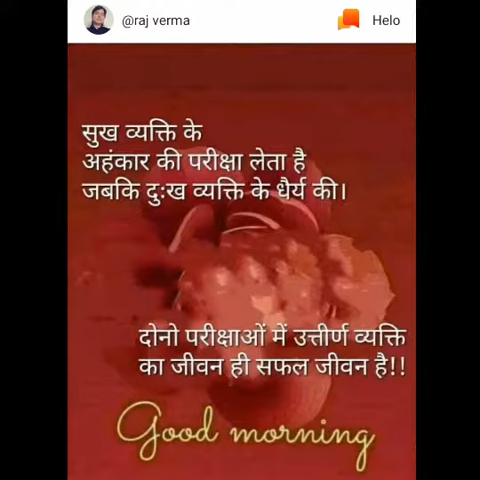 @raj verma Helo
सुख व्यक्ति के
अहंकार की परीक्षा लेता है
जबकि दुःख व्यक्ति के धैर्य की।
दोनो परीक्षाओं में उत्तीर्ण व्यक्ति
का जीवन ही सफल जीवन है!!
Good morning